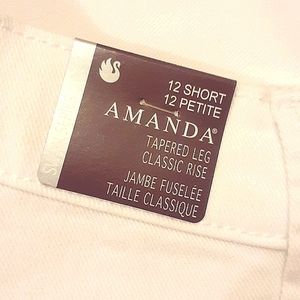 12 SHORT
12 PETITE
AMANDA®
TAPERED LEG
CLASSIC RISE
JAMBE FUSELÉE
TAILLE CLASSIQUE